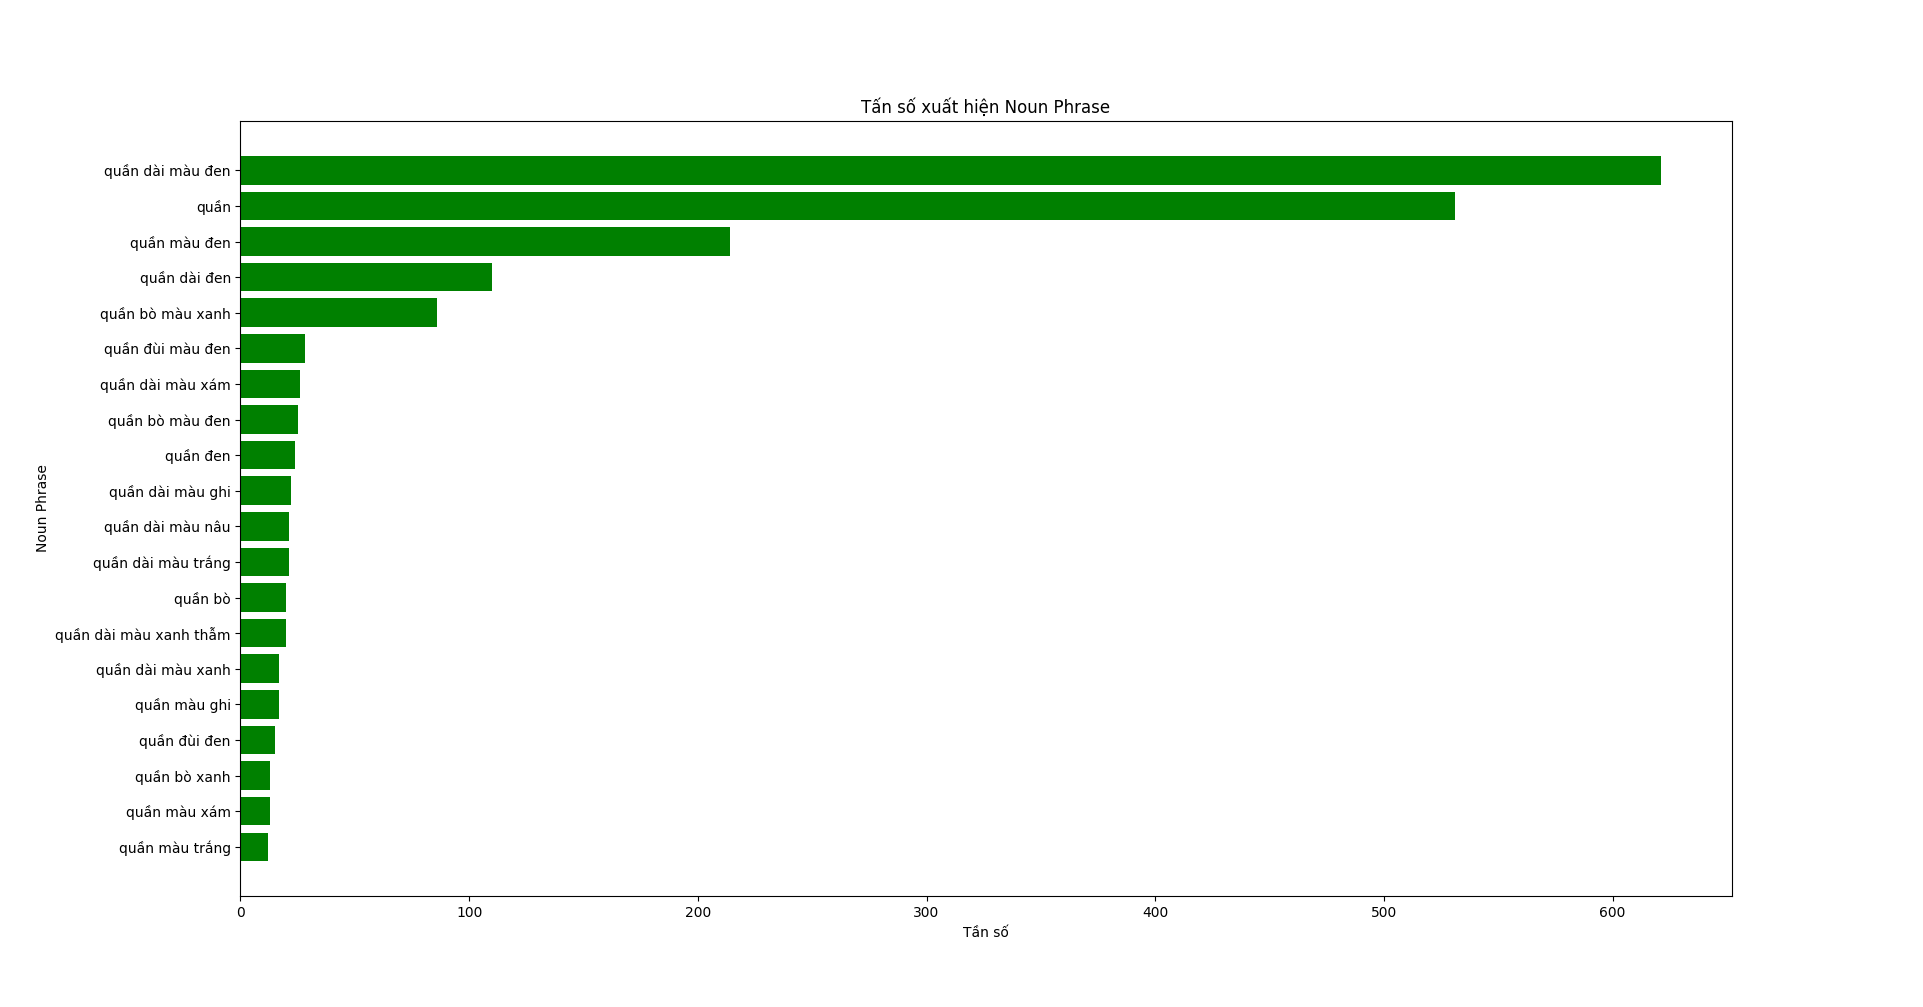 Tấn số xuất hiện Noun Phrase
quần dài màu đen
quần
quần màu đen
quần dài đen
quần bò màu xanh
quần đùi màu đen
quần dài màu xám
quần bò màu đen
quần đen
quần dài màu ghi
quần dài màu nâu
quần dài màu trắng
quần bò
quần dài màu xanh thẫm
quần dài màu xanh
quần màu ghi
quần đùi đen
quần bò xanh
quần màu xám
quần màu trắng
Noun Phrase
0 100 200 300 400 500 600
Tần số